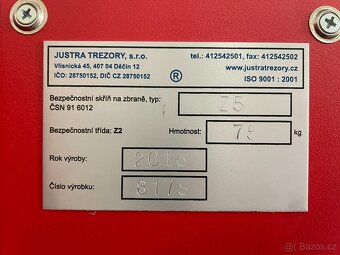 JUSTRA TREZORY, s.r.o. tel.: 412542501, fax: 412542502
Vilsnická 45, 407 04 Děčín 12 www.justratrezory.cz
IČO: 28750152, DIČ CZ 28750152 ® ISO 9001 : 2001
Bezpečnostní skříň na zbraně, typ: Z5
ČSN 91 6012
Bezpečnostní třída: Z2 Hmotnost: 75 kg
Rok výroby:
Číslo výrobku: 8178
Bazoš.cz